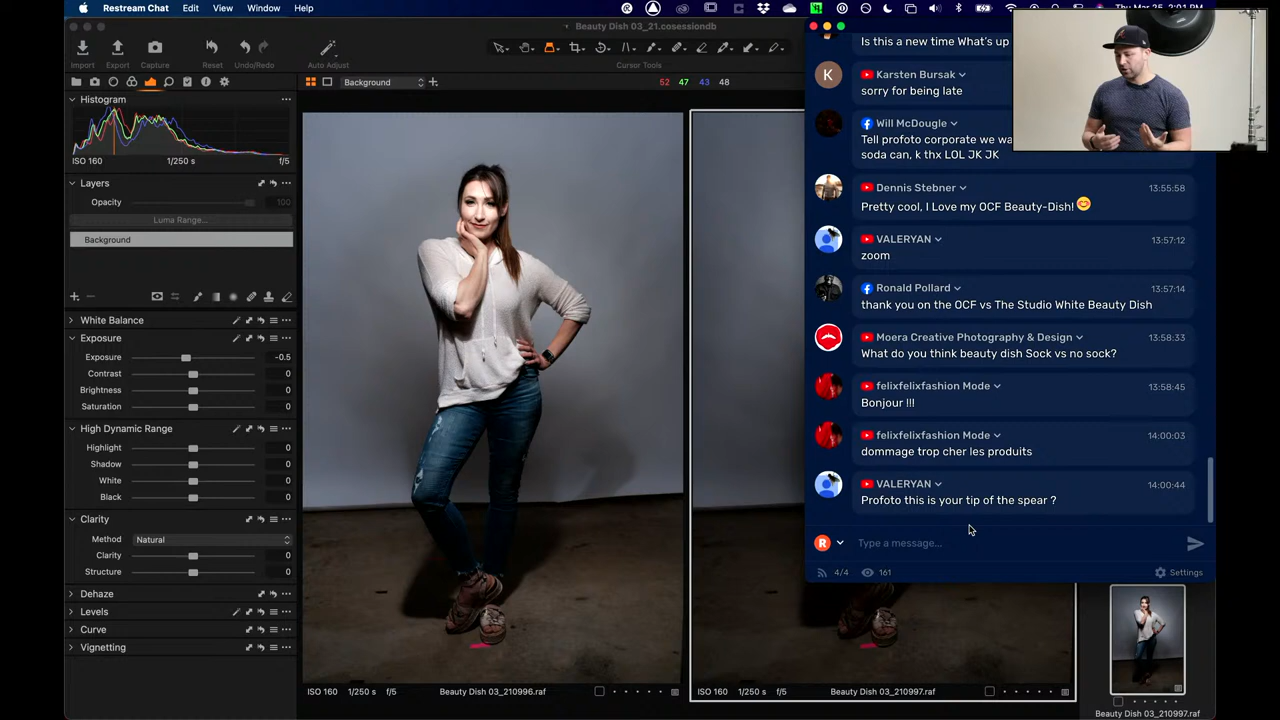 Restream Chat Edit View Window Help
Thu Mar 25 2:01 PM
Beauty Dish 03_21.cosessiondb
Import Export Capture Reset Undo/Redo Auto Adjust Cursor Tools
Background
52 47 43 48
Histogram
ISO 160 1/250 s f/5
Layers
Opacity 100
Luma Range...
Background
White Balance
Exposure
Exposure -0.5
Contrast 0
Brightness 0
Saturation 0
High Dynamic Range
Highlight 0
Shadow 0
White 0
Black 0
Clarity
Method Natural
Clarity 0
Structure 0
Dehaze
Levels
Curve
Vignetting
ISO 160 1/250 s f/5 Beauty Dish 03_210996.raf
ISO 160 1/250 s f/5 Beauty Dish 03_210997.raf
Beauty Dish 03_210997.raf
Is this a new time What's up
K
Karsten Bursak
sorry for being late
Will McDougle
Tell profoto corporate we wa
soda can, k thx LOL JK JK
Dennis Stebner 13:55:58
Pretty cool, I Love my OCF Beauty-Dish! 😊
VALERYAN 13:57:12
zoom
Ronald Pollard 13:57:14
thank you on the OCF vs The Studio White Beauty Dish
Moera Creative Photography & Design 13:58:33
What do you think beauty dish Sock vs no sock?
felixfelixfashion Mode 13:58:45
Bonjour !!!
felixfelixfashion Mode 14:00:03
dommage trop cher les produits
VALERYAN 14:00:44
Profoto this is your tip of the spear ?
R Type a message...
4/4 161 Settings